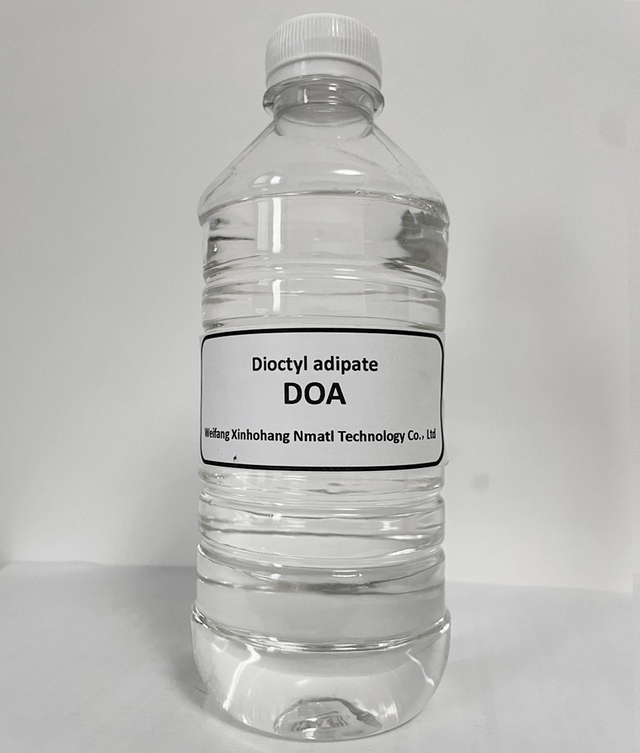 Dioctyl adipate
DOA
Weifang Xinhohang Nmatl Technology Co.,Ltd